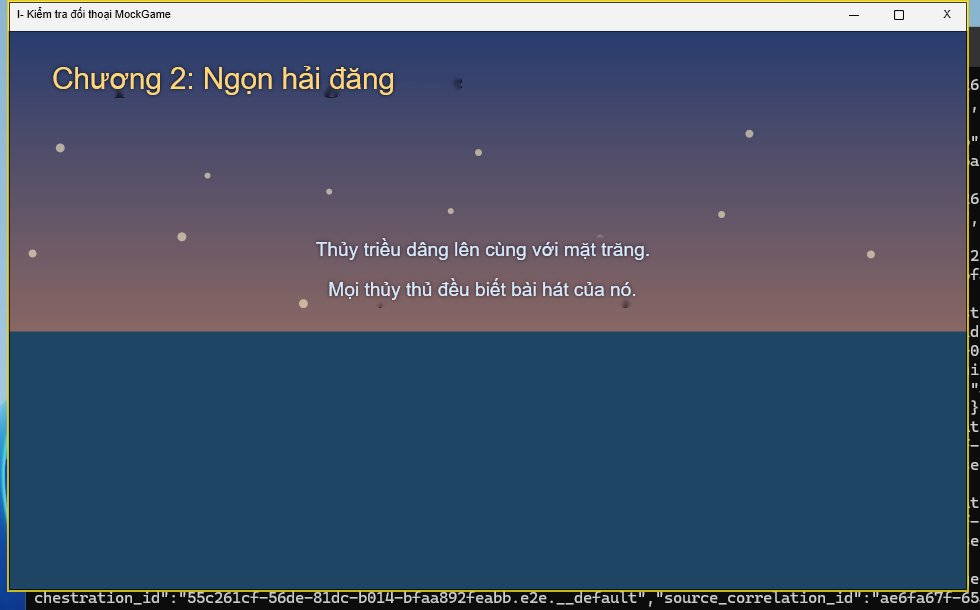 I- Kiểm tra đối thoại MockGame
Chương 2: Ngọn hải đăng
Thủy triều dâng lên cùng với mặt trăng.
Mọi thủy thủ đều biết bài hát của nó.
chestration_id":"55c261cf-56de-81dc-b014-bfaa892feabb.e2e.__default","source_correlation_id":"ae6fa67f-6